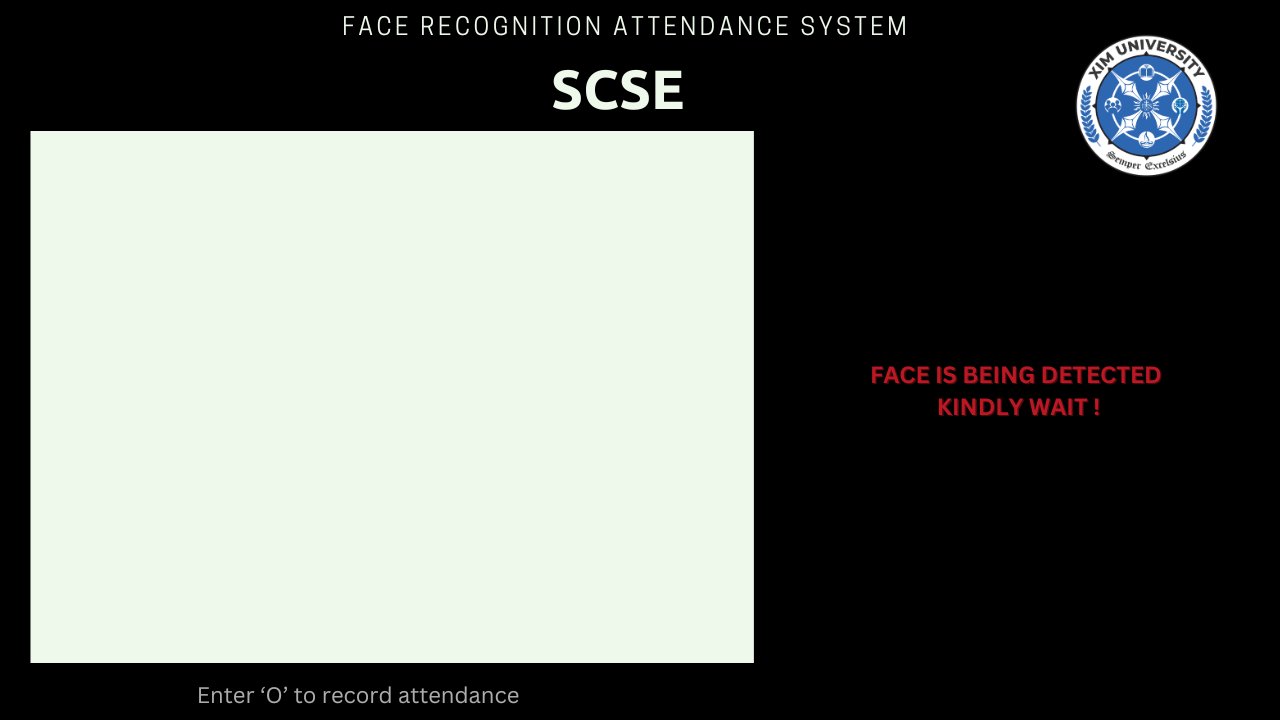 FACE RECOGNITION ATTENDANCE SYSTEM
SCSE
XIM UNIVERSITY
Semper Excelsius
FACE IS BEING DETECTED
KINDLY WAIT !
Enter ‘O’ to record attendance